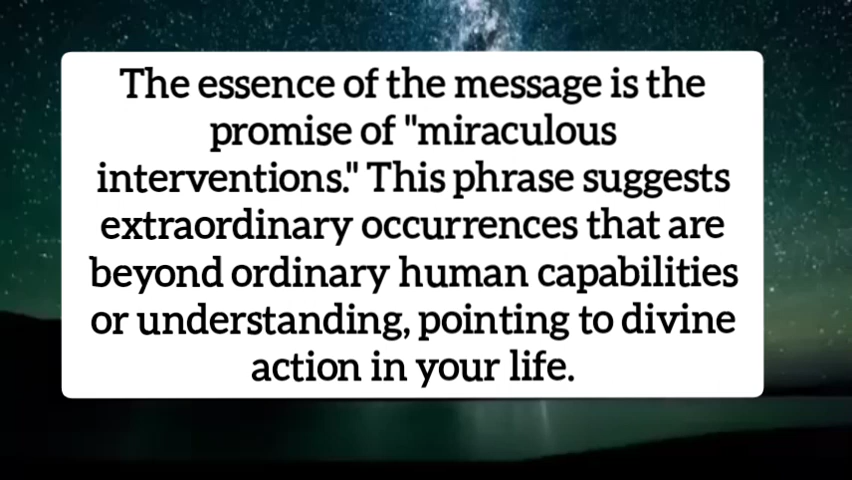 The essence of the message is the
promise of "miraculous
interventions." This phrase suggests
extraordinary occurrences that are
beyond ordinary human capabilities
or understanding, pointing to divine
action in your life.